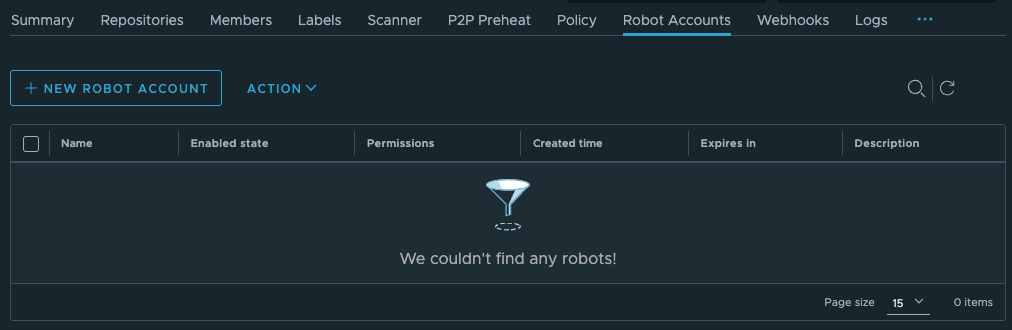 Summary Repositories Members Labels Scanner P2P Preheat Policy Robot Accounts Webhooks Logs ...
+ NEW ROBOT ACCOUNT ACTION
Name Enabled state Permissions Created time Expires in Description
We couldn't find any robots!
Page size 15 0 items